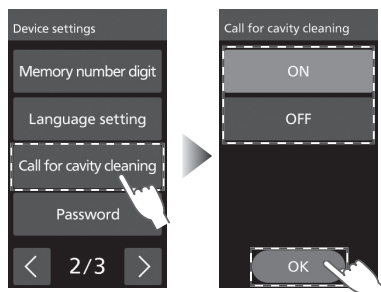 Device settings
Memory number digit
Language setting
Call for cavity cleaning
Password
< 2/3 >
Call for cavity cleaning
ON
OFF
OK